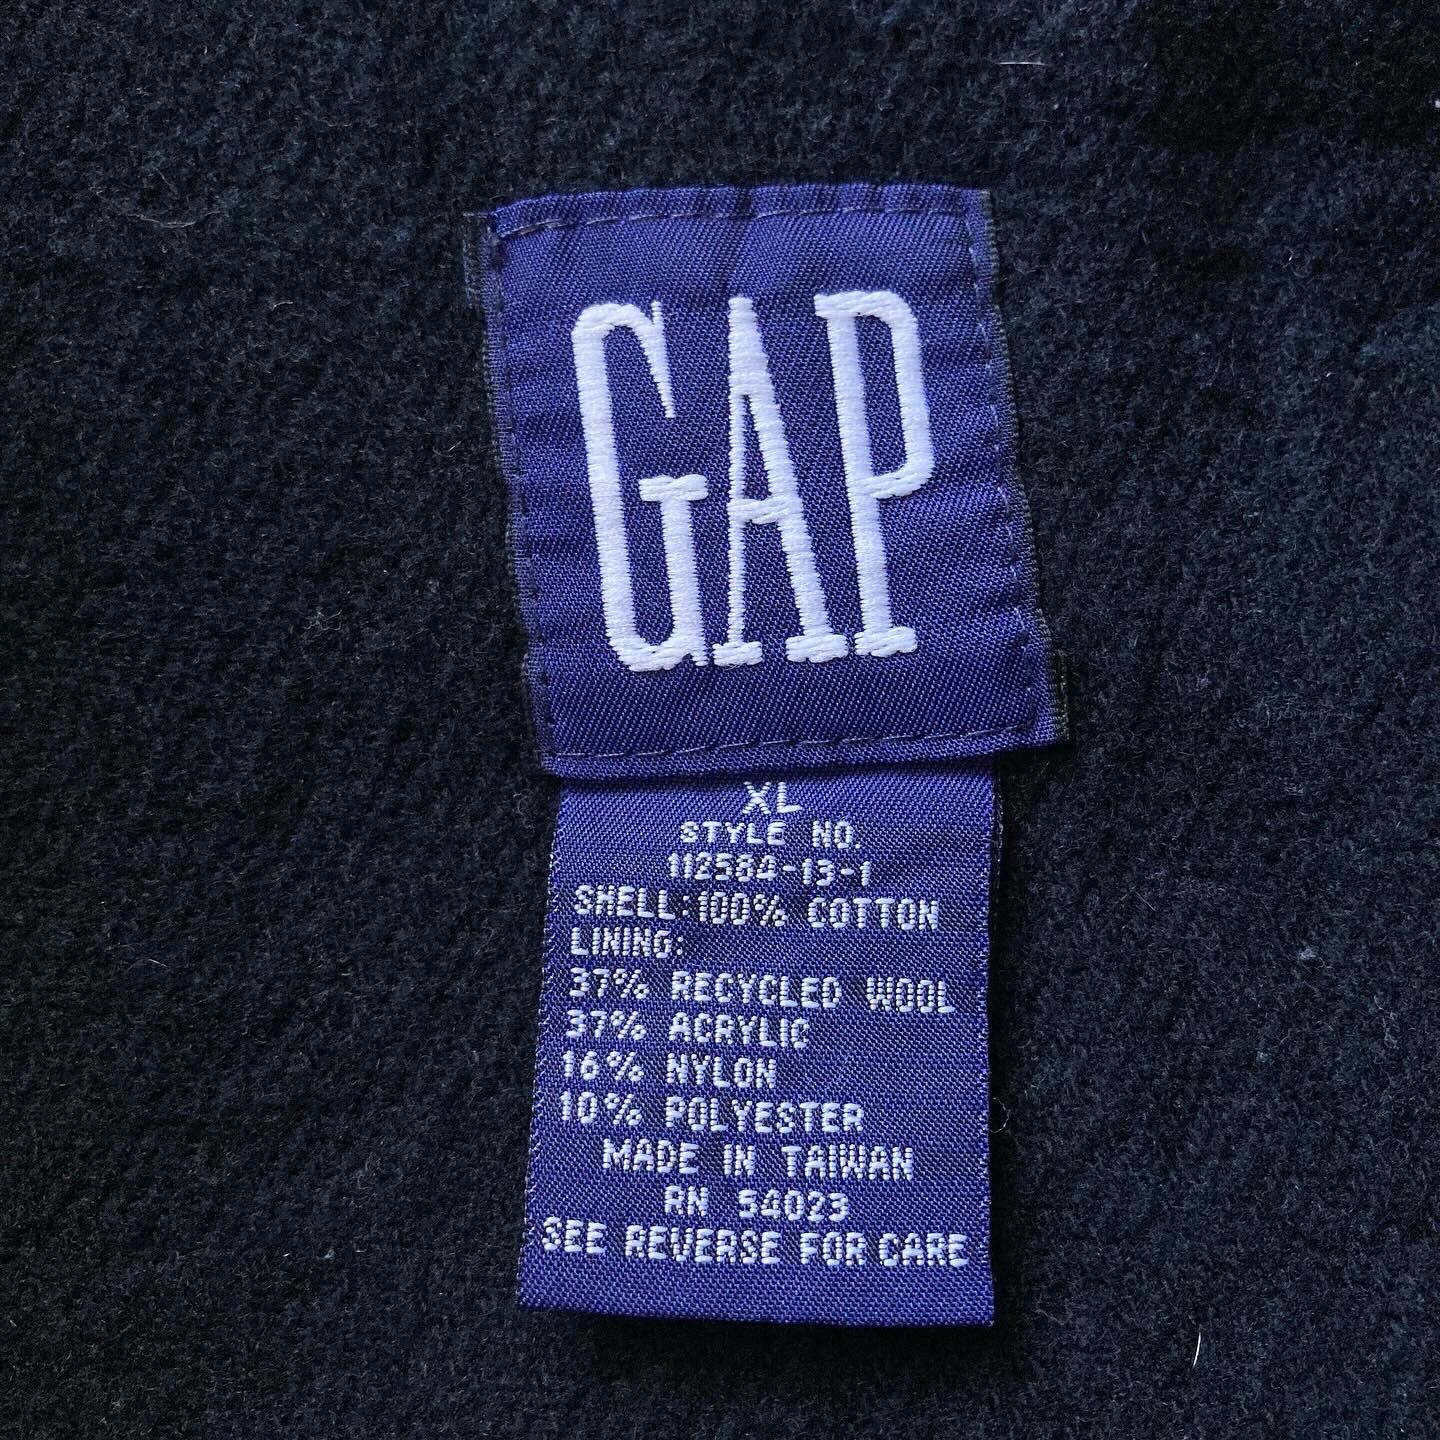 GAP
XL
STYLE NO.
112584-13-1
SHELL:100% COTTON
LINING:
37% RECYCLED WOOL
37% ACRYLIC
16% NYLON
10% POLYESTER
MADE IN TAIWAN
RN 54023
SEE REVERSE FOR CARE